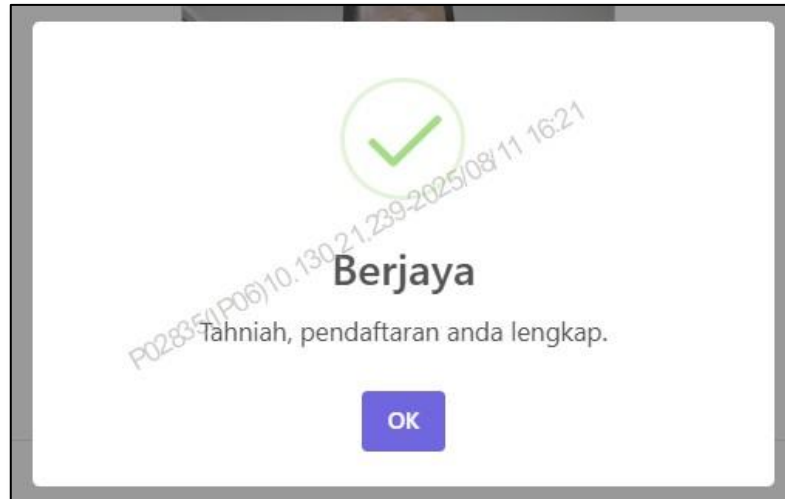 P02835(IP06)10.130.21.239-2025/08/11 16:21
Berjaya
Tahniah, pendaftaran anda lengkap.
OK